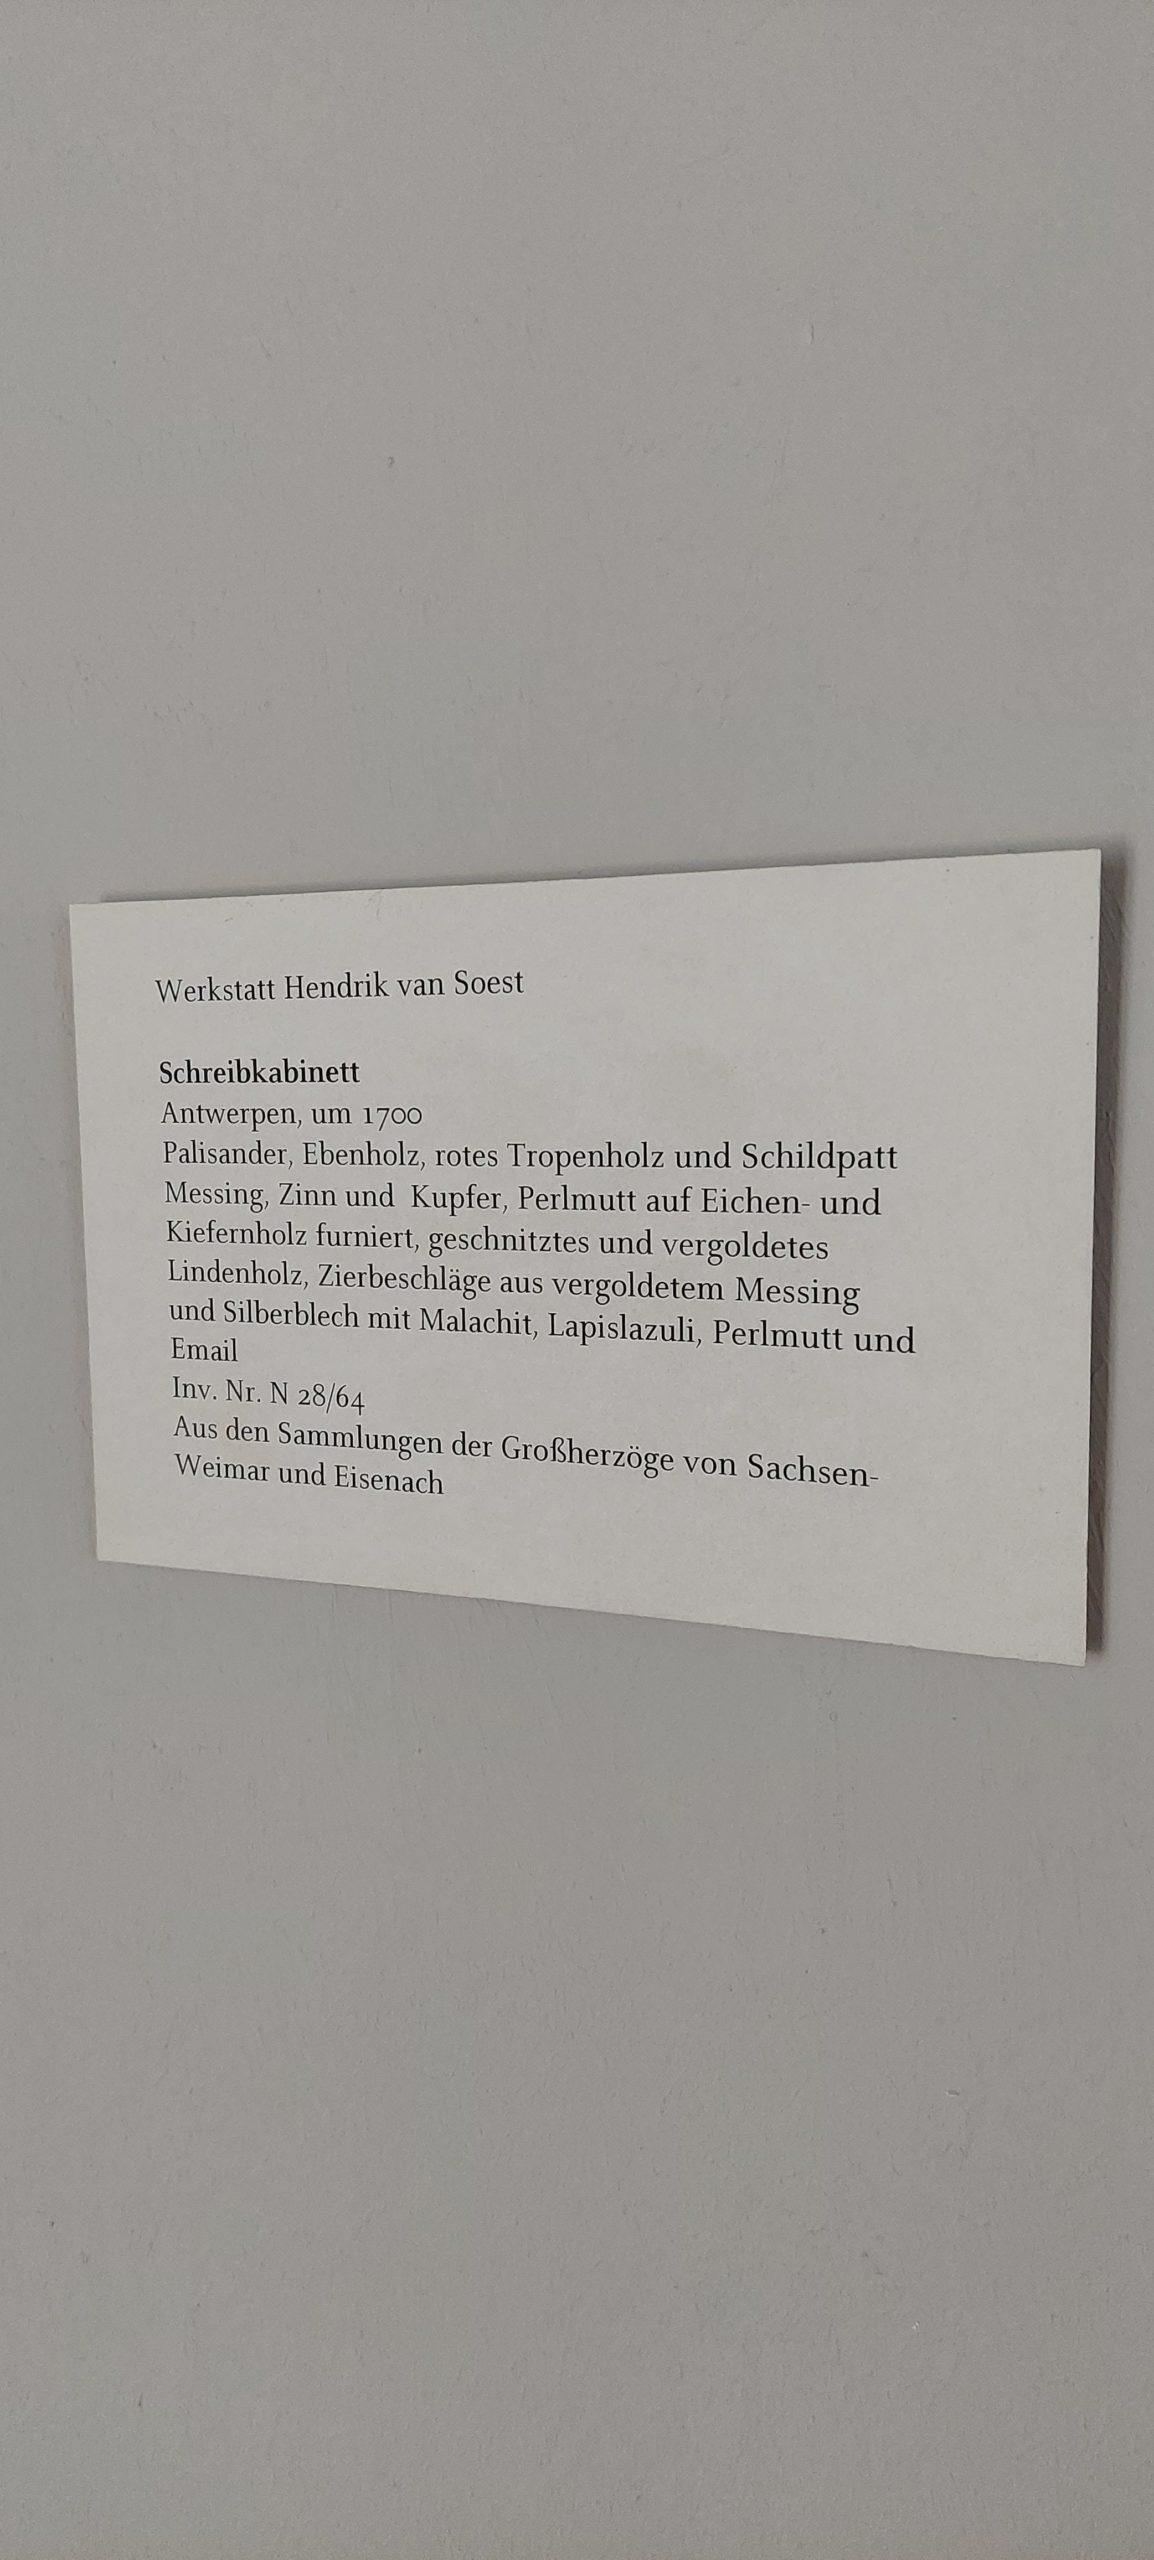 Werkstatt Hendrik van Soest
Schreibkabinett
Antwerpen, um 1700
Palisander, Ebenholz, rotes Tropenholz und Schildpatt
Messing, Zinn und  Kupfer, Perlmutt auf Eichen- und
Kiefernholz furniert, geschnitztes und vergoldetes
Lindenholz, Zierbeschläge aus vergoldetem Messing
und Silberblech mit Malachit, Lapislazuli, Perlmutt und
Email
Inv. Nr. N 28/64
Aus den Sammlungen der Großherzöge von Sachsen-
Weimar und Eisenach